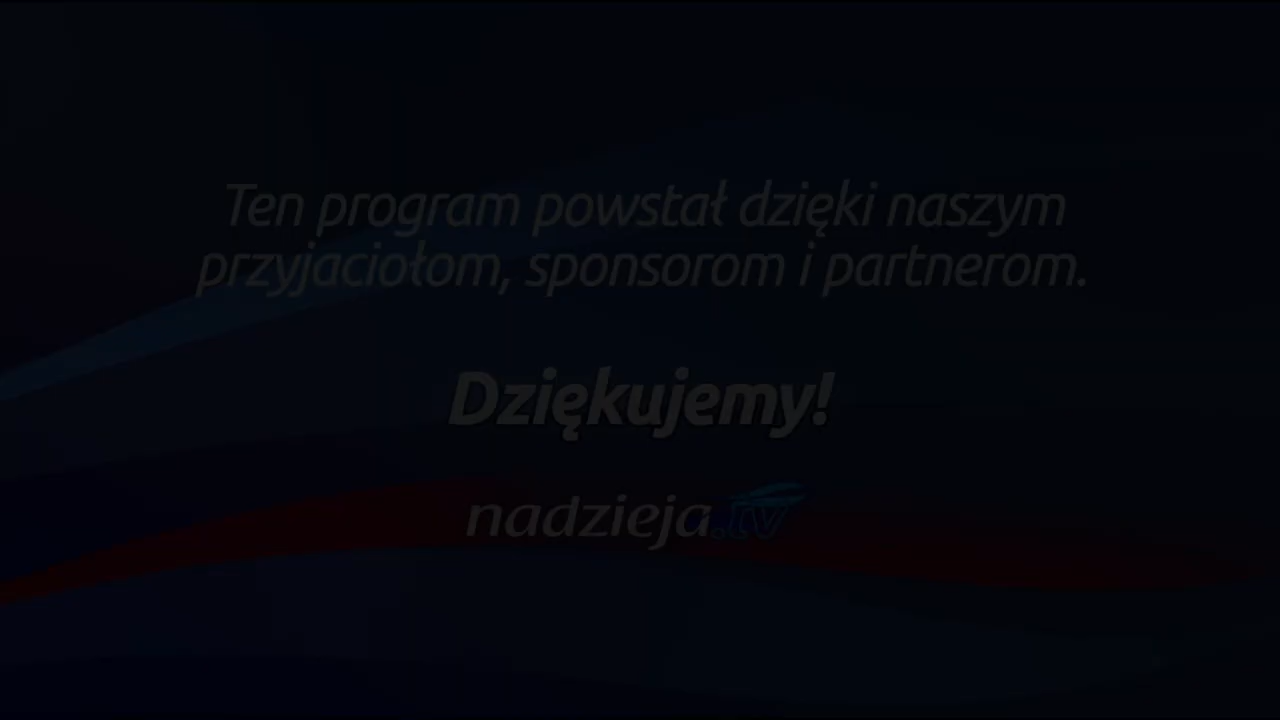 Ten program powstał dzięki naszym
przyjaciołom, sponsorom i partnerom.
Dziękujemy!
nadzieja.tv